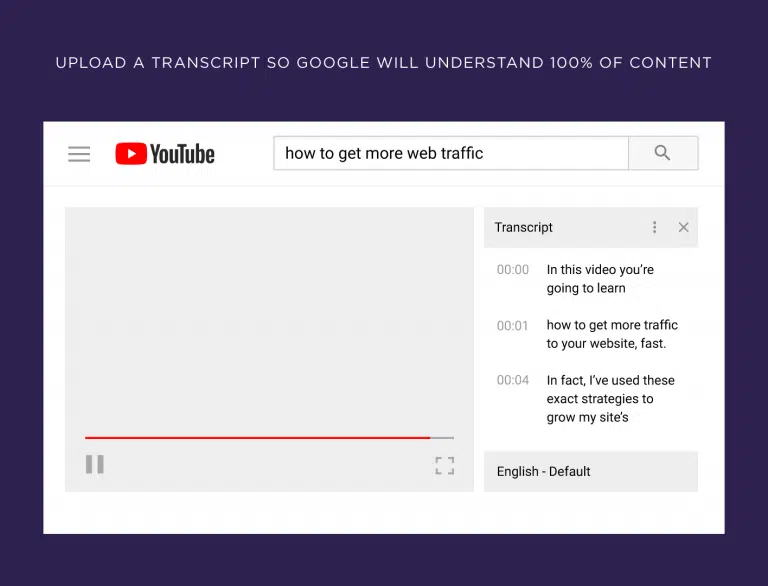 UPLOAD A TRANSCRIPT SO GOOGLE WILL UNDERSTAND 100% OF CONTENT
YouTube
how to get more web traffic
Transcript
00:00 In this video you’re
going to learn
00:01 how to get more traffic
to your website, fast.
00:04 In fact, I’ve used these
exact strategies to
grow my site’s
English - Default